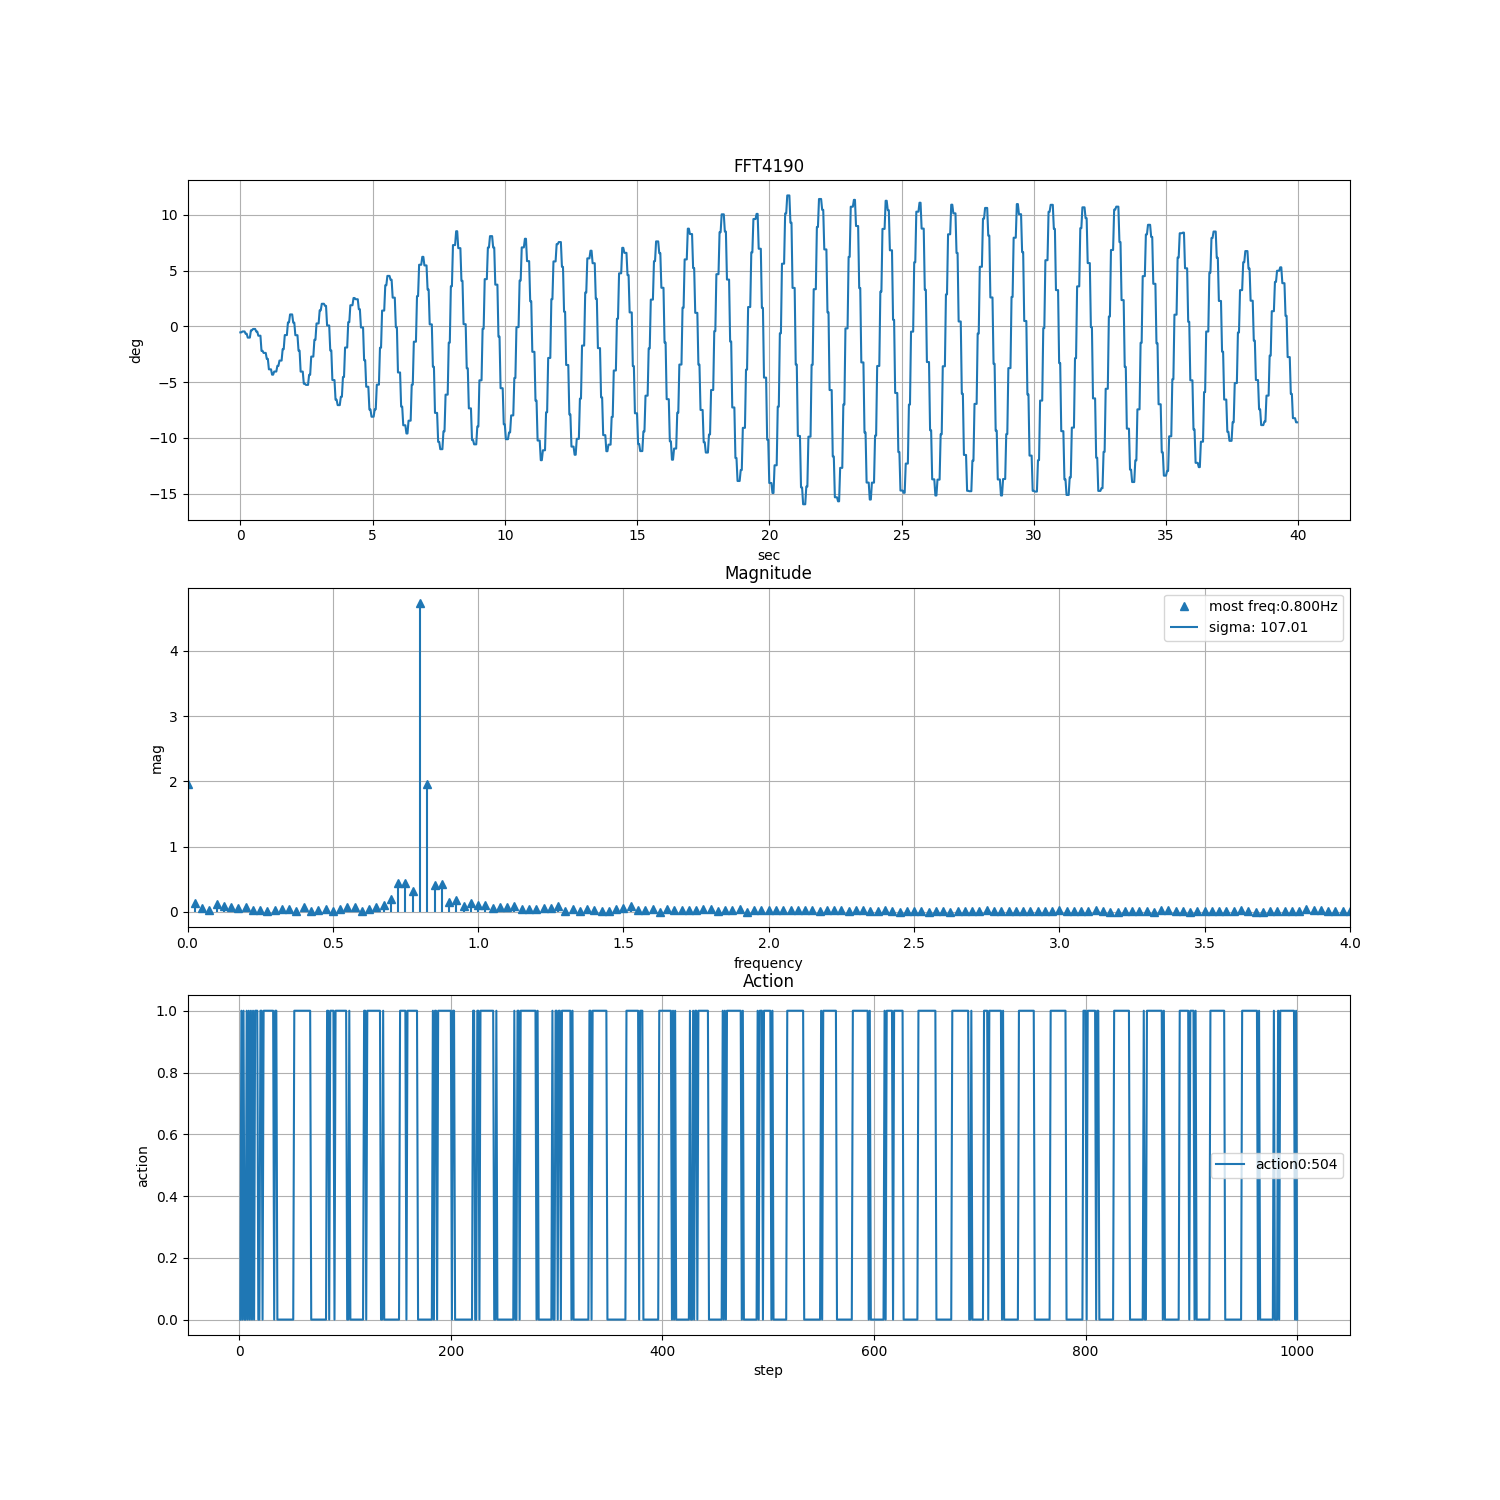 FFT4190
10
5
0
−5
−10
−15
deg
0 5 10 15 20 25 30 35 40
sec
Magnitude
most freq:0.800Hz
sigma: 107.01
4
3
2
1
0
mag
0.0 0.5 1.0 1.5 2.0 2.5 3.0 3.5 4.0
frequency
Action
1.0
0.8
0.6
0.4
0.2
0.0
action
action0:504
0 200 400 600 800 1000
step